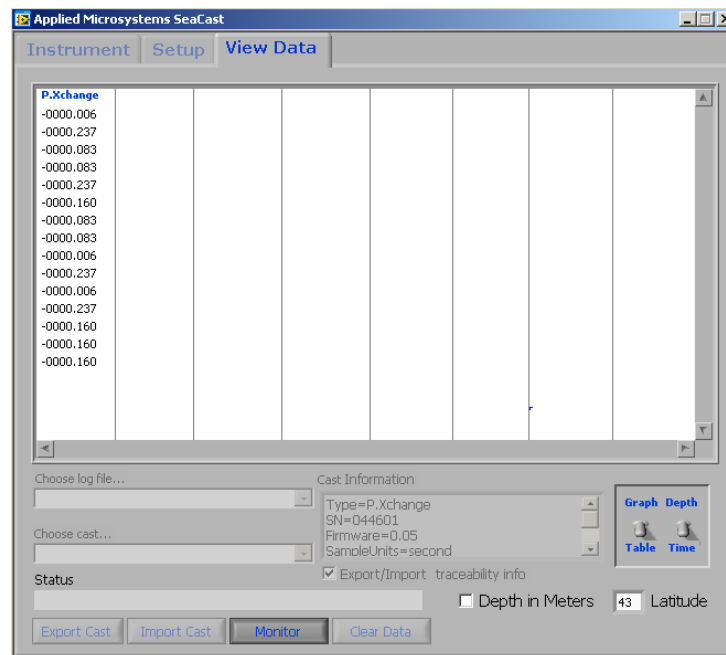 Applied Microsystems SeaCast
Instrument Setup View Data
P.Xchange
-0000.006
-0000.237
-0000.083
-0000.083
-0000.237
-0000.160
-0000.083
-0000.083
-0000.006
-0000.237
-0000.006
-0000.237
-0000.160
-0000.160
-0000.160
Choose log file...
Cast Information
Type=P.Xchange
SN=044601
Firmware=0.05
SampleUnits=second
Graph Depth
Table Time
Choose cast...
Export/Import traceability info
Status
Depth in Meters 43 Latitude
Export Cast Import Cast Monitor Clear Data